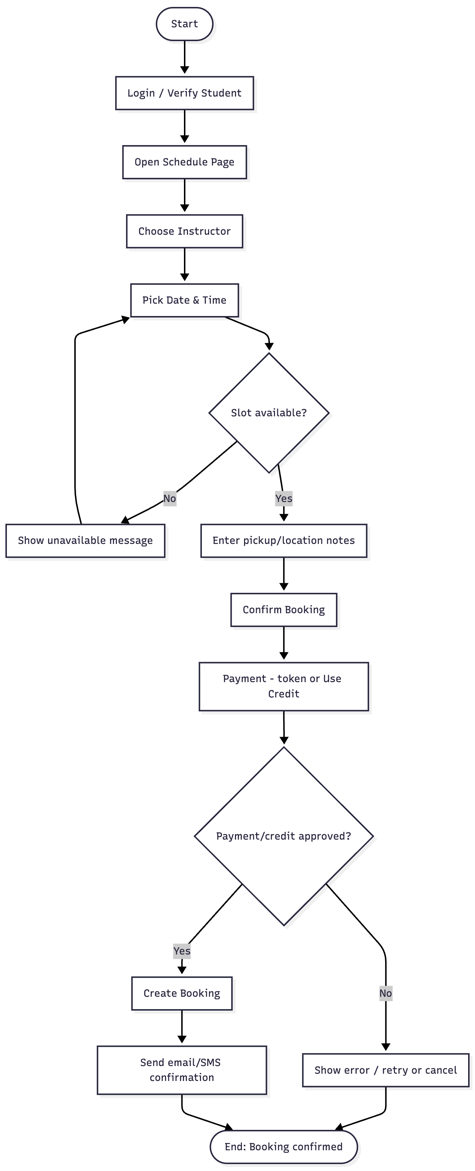 Start
Login / Verify Student
Open Schedule Page
Choose Instructor
Pick Date & Time
Slot available?
No
Yes
Show unavailable message
Enter pickup/location notes
Confirm Booking
Payment - token or Use
Credit
Payment/credit approved?
Yes
No
Create Booking
Send email/SMS
confirmation
Show error / retry or cancel
End: Booking confirmed